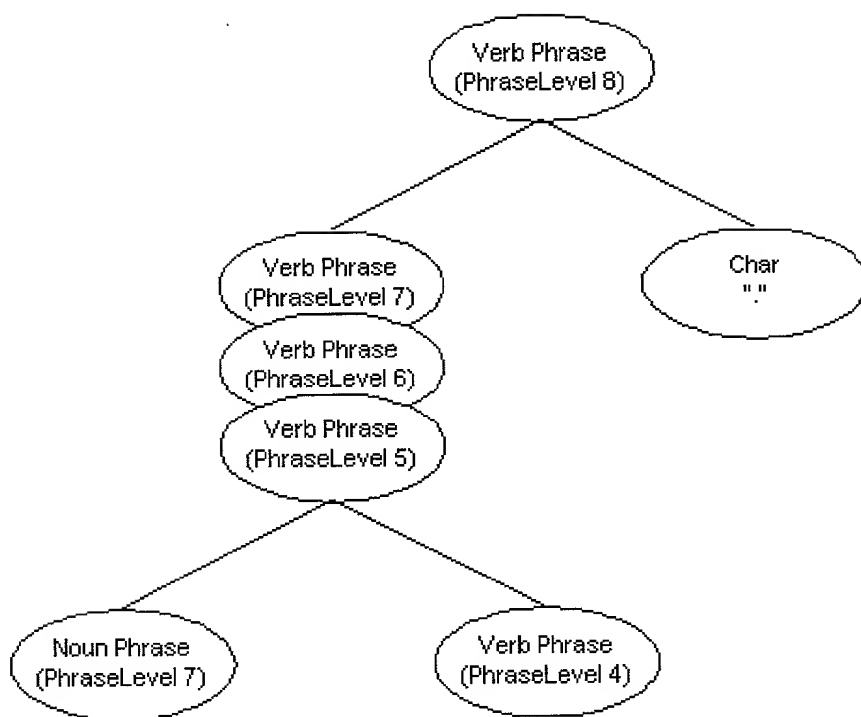 Verb Phrase
(PhraseLevel 8)
Verb Phrase
(PhraseLevel 7)
Char
"."
Verb Phrase
(PhraseLevel 6)
Verb Phrase
(PhraseLevel 5)
Noun Phrase
(PhraseLevel 7)
Verb Phrase
(PhraseLevel 4)